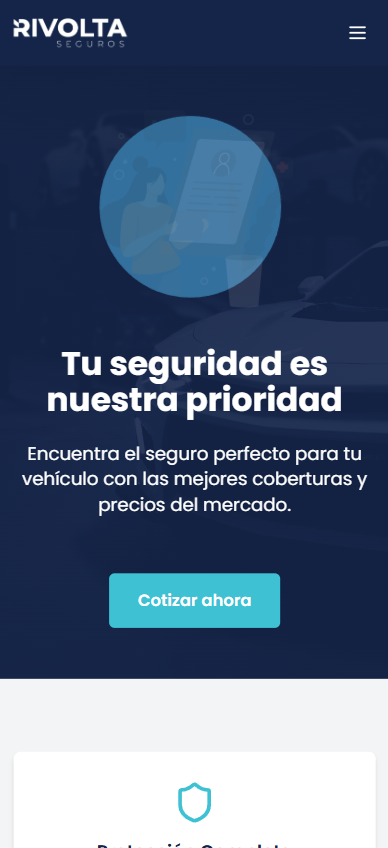 RIVOLTA
SEGUROS
Tu seguridad es
nuestra prioridad
Encuentra el seguro perfecto para tu
vehículo con las mejores coberturas y
precios del mercado.
Cotizar ahora